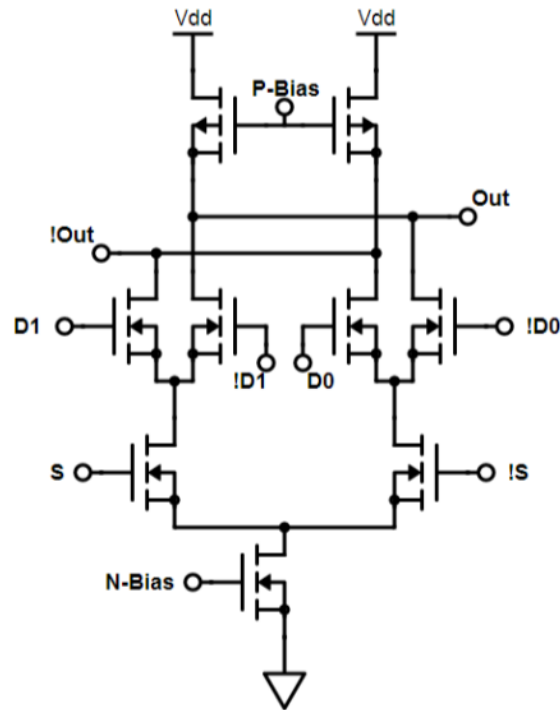 Vdd
Vdd
P-Bias
Out
!Out
D1
!D0
!D1
D0
S
!S
N-Bias